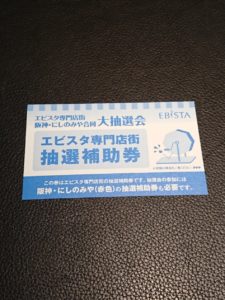 エビスタ専門店街
阪神・にしのみや合同 大抽選会
EBISTA
エビスタ専門店街
抽選補助券
この券はエビスタ専門店街の抽選補助券です。抽選会の参加には
阪神・にしのみや(赤色)の抽選補助券も必要です。